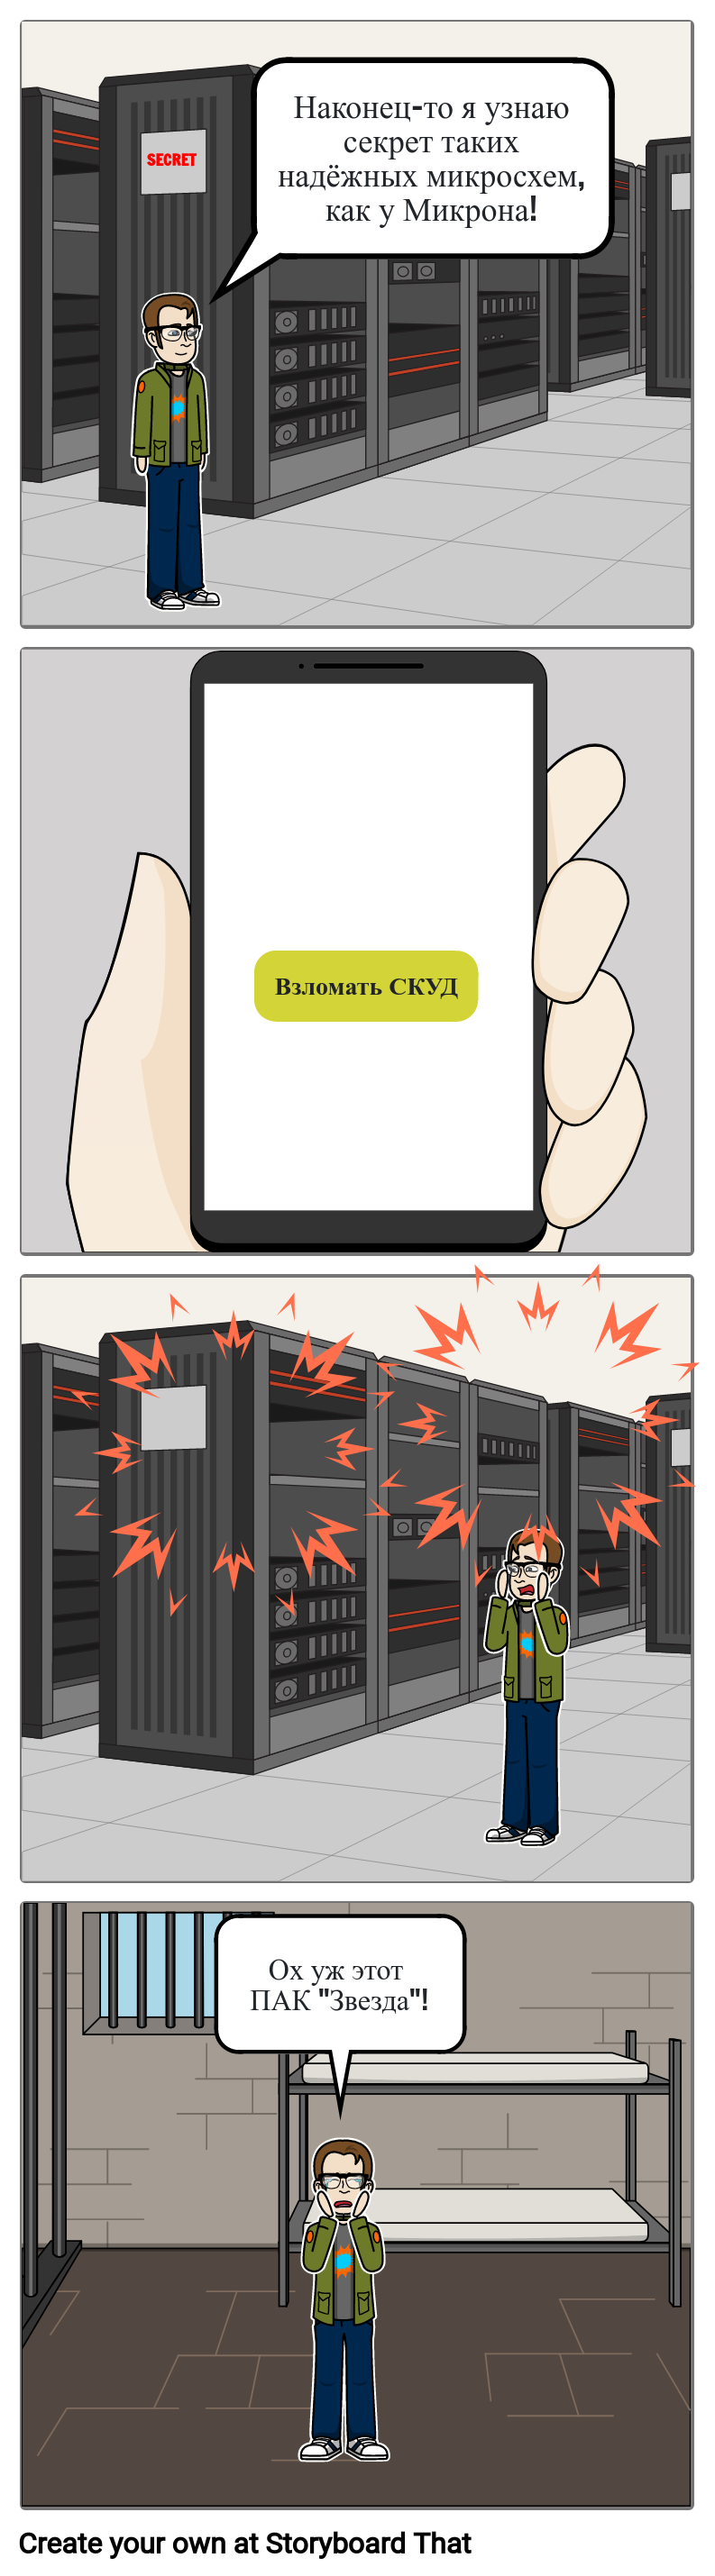 SECRET
Наконец-то я узнаю
секрет таких
надёжных микросхем,
как у Микрона!
Взломать СКУД
Ох уж этот
ПАК "Звезда"!
Create your own at Storyboard That